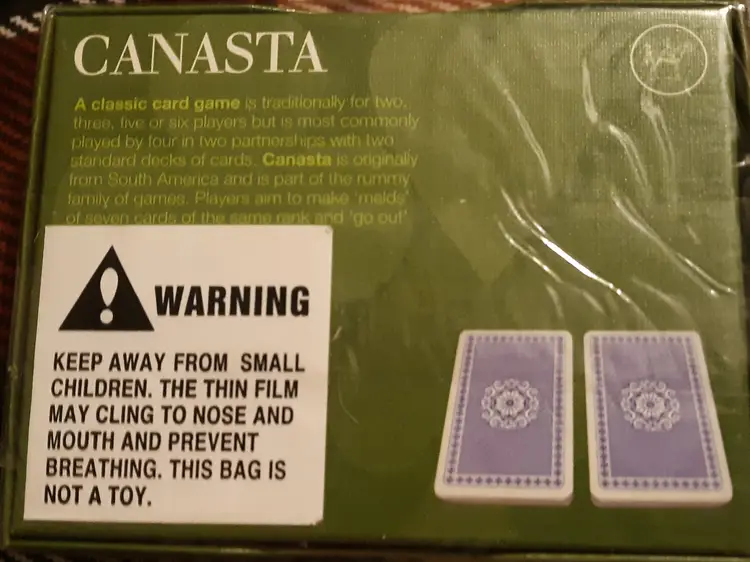 CANASTA
A classic card game is traditionally for two,
three, five or six players but is most commonly
played by four in two partnerships with two
standard decks of cards. Canasta is originally
from South America and is part of the rummy
family of games. Players aim to make 'melds'
of seven cards of the same rank and 'go out'
WARNING
KEEP AWAY FROM SMALL
CHILDREN. THE THIN FILM
MAY CLING TO NOSE AND
MOUTH AND PREVENT
BREATHING. THIS BAG IS
NOT A TOY.